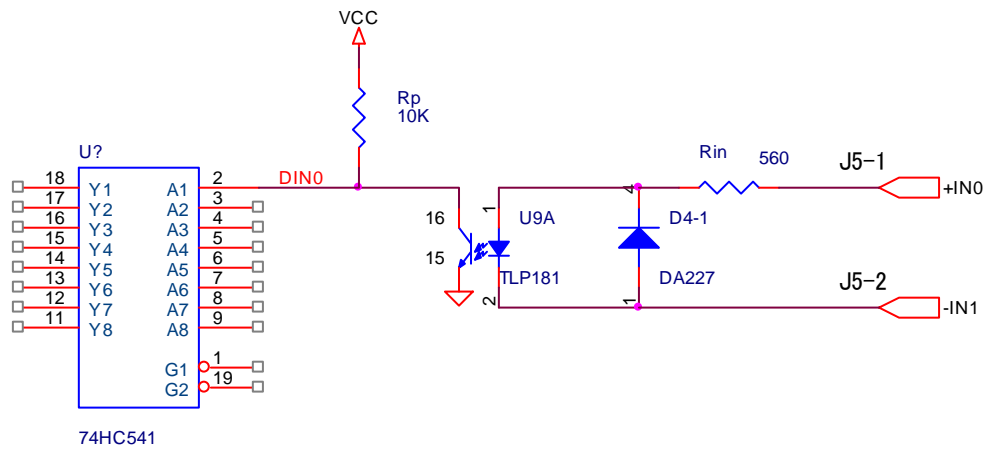 VCC
Rp
10K
U?
DIN0
Rin
560
J5-1
+IN0
18
Y1
A1
2
17
Y2
A2
3
16
Y3
A3
4
15
Y4
A4
5
14
Y5
A5
6
13
Y6
A6
7
12
Y7
A7
8
11
Y8
A8
9
G1
1
G2
19
74HC541
16
15
1
U9A
TLP181
2
4
D4-1
DA227
1
J5-2
-IN1